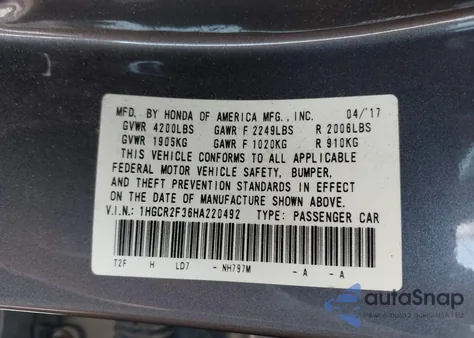 MFD. BY HONDA OF AMERICA MFG., INC. 04/17
GVWR 4200LBS GAWR F 2249LBS R 2006LBS
GVWR 1905KG GAWR F 1020KG R 910KG
THIS VEHICLE CONFORMS TO ALL APPLICABLE
FEDERAL MOTOR VEHICLE SAFETY, BUMPER,
AND THEFT PREVENTION STANDARDS IN EFFECT
ON THE DATE OF MANUFACTURE SHOWN ABOVE.
V.I.N.: 1HGCR2F36HA220492 TYPE: PASSENGER CAR
T2F H LD7 - NH797M - A - A
autoSnap